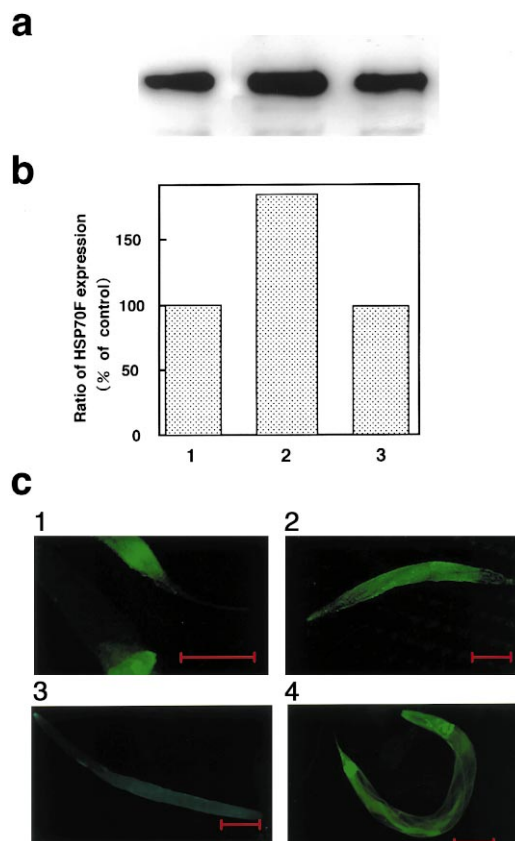 a
b
Ratio of HSP70F expression
(% of control)
150
100
50
0
1
2
3
c
1
2
3
4